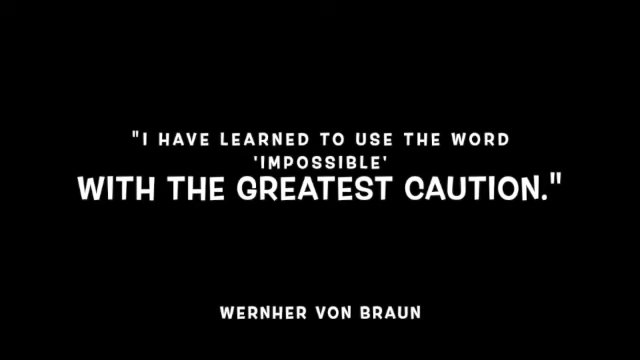 "I HAVE LEARNED TO USE THE WORD
'IMPOSSIBLE'
WITH THE GREATEST CAUTION."
WERNHER VON BRAUN